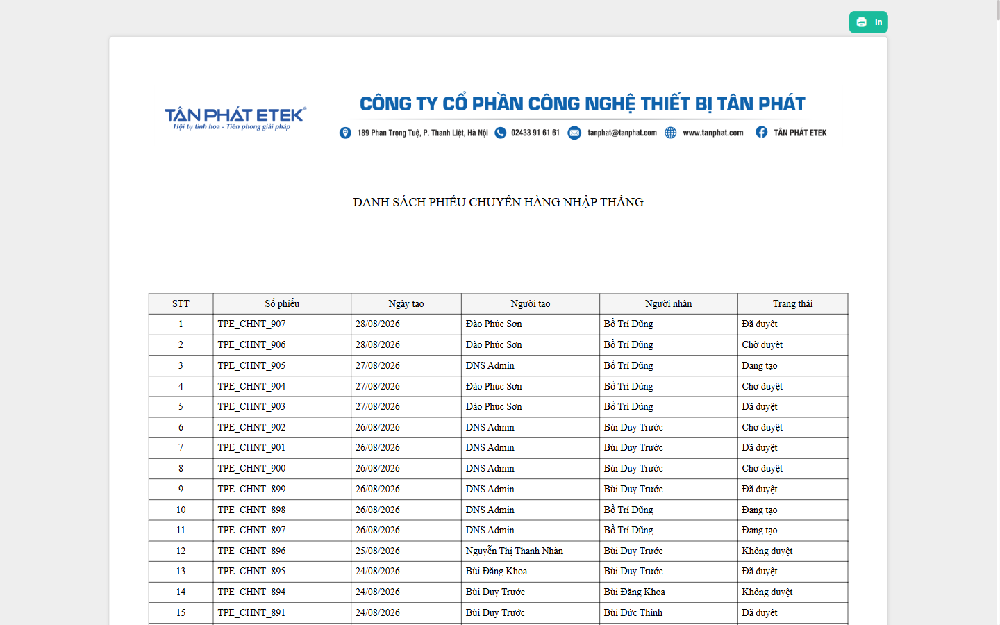 In
TÂN PHÁT ETEK®
Hội tụ tinh hoa - Tiên phong giải pháp
CÔNG TY CỔ PHẦN CÔNG NGHỆ THIẾT BỊ TÂN PHÁT
189 Phan Trọng Tuệ, P. Thanh Liệt, Hà Nội 02433 91 61 61 tanphat@tanphat.com www.tanphat.com TÂN PHÁT ETEK
DANH SÁCH PHIẾU CHUYỂN HÀNG NHẬP THẲNG
STT Số phiếu Ngày tạo Người tạo Người nhận Trạng thái
1 TPE_CHNT_907 28/08/2026 Đào Phúc Sơn Bồ Trí Dũng Đã duyệt
2 TPE_CHNT_906 28/08/2026 Đào Phúc Sơn Bồ Trí Dũng Chờ duyệt
3 TPE_CHNT_905 27/08/2026 DNS Admin Bồ Trí Dũng Đang tạo
4 TPE_CHNT_904 27/08/2026 Đào Phúc Sơn Bồ Trí Dũng Chờ duyệt
5 TPE_CHNT_903 27/08/2026 Đào Phúc Sơn Bồ Trí Dũng Đã duyệt
6 TPE_CHNT_902 26/08/2026 DNS Admin Bùi Duy Trước Chờ duyệt
7 TPE_CHNT_901 26/08/2026 DNS Admin Bùi Duy Trước Đã duyệt
8 TPE_CHNT_900 26/08/2026 DNS Admin Bùi Duy Trước Chờ duyệt
9 TPE_CHNT_899 26/08/2026 DNS Admin Bùi Duy Trước Đã duyệt
10 TPE_CHNT_898 26/08/2026 DNS Admin Bồ Trí Dũng Đang tạo
11 TPE_CHNT_897 26/08/2026 DNS Admin Bồ Trí Dũng Đang tạo
12 TPE_CHNT_896 25/08/2026 Nguyễn Thị Thanh Nhàn Bùi Duy Trước Không duyệt
13 TPE_CHNT_895 24/08/2026 Bùi Đăng Khoa Bùi Duy Trước Đã duyệt
14 TPE_CHNT_894 24/08/2026 Bùi Duy Trước Bùi Đăng Khoa Không duyệt
15 TPE_CHNT_891 24/08/2026 Bùi Duy Trước Bùi Đức Thịnh Đã duyệt